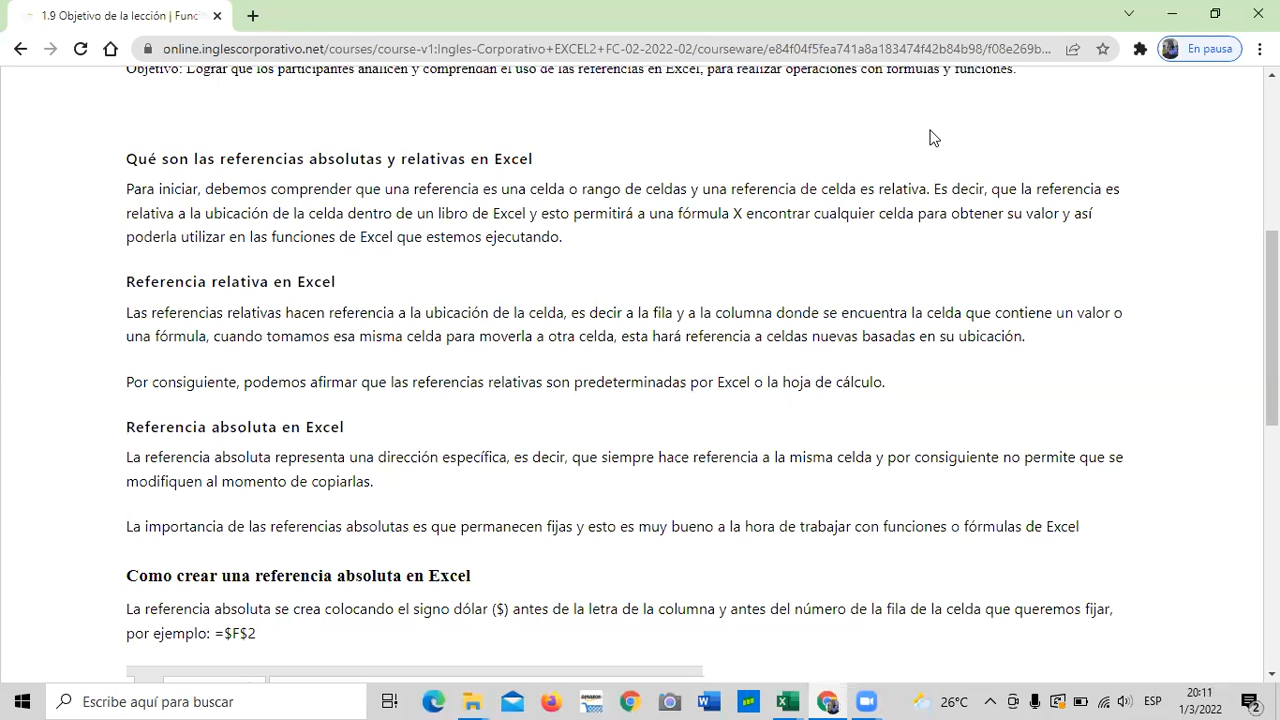 1.9 Objetivo de la lección | Funci
online.inglescorporativo.net/courses/course-v1:Ingles-Corporativo+EXCEL2+FC-02-2022-02/courseware/e84f04f5fea741a8a183474f42b84b98/f08e269b...
En pausa
Objetivo: Lograr que los participantes analicen y comprendan el uso de las referencias en Excel, para realizar operaciones con fórmulas y funciones.
Qué son las referencias absolutas y relativas en Excel
Para iniciar, debemos comprender que una referencia es una celda o rango de celdas y una referencia de celda es relativa. Es decir, que la referencia es
relativa a la ubicación de la celda dentro de un libro de Excel y esto permitirá a una fórmula X encontrar cualquier celda para obtener su valor y así
poderla utilizar en las funciones de Excel que estemos ejecutando.
Referencia relativa en Excel
Las referencias relativas hacen referencia a la ubicación de la celda, es decir a la fila y a la columna donde se encuentra la celda que contiene un valor o
una fórmula, cuando tomamos esa misma celda para moverla a otra celda, esta hará referencia a celdas nuevas basadas en su ubicación.
Por consiguiente, podemos afirmar que las referencias relativas son predeterminadas por Excel o la hoja de cálculo.
Referencia absoluta en Excel
La referencia absoluta representa una dirección específica, es decir, que siempre hace referencia a la misma celda y por consiguiente no permite que se
modifiquen al momento de copiarlas.
La importancia de las referencias absolutas es que permanecen fijas y esto es muy bueno a la hora de trabajar con funciones o fórmulas de Excel
Como crear una referencia absoluta en Excel
La referencia absoluta se crea colocando el signo dólar ($) antes de la letra de la columna y antes del número de la fila de la celda que queremos fijar,
por ejemplo: =$F$2
Escribe aquí para buscar
26°C
ESP
20:11
1/3/2022
2